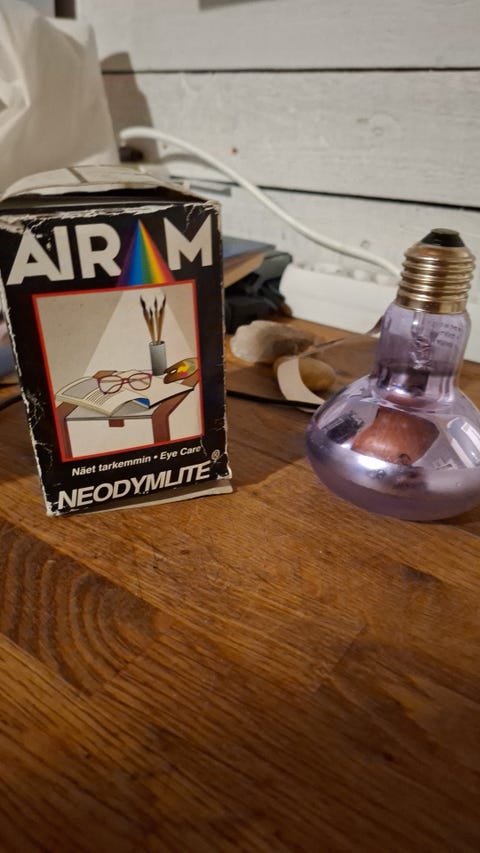 AIRAM
Näet tarkemmin • Eye Care
NEODYMLITE®